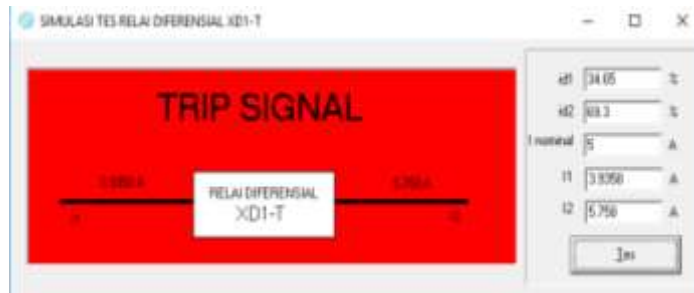 SIMULASI TES RELAI DIFERENSIAL XD1-T
TRIP SIGNAL
RELAI DIFERENSIAL
XD1-T
id1 34.65 %
id2 69.3 %
I nominal 5 A
I1 3.9358 A
I2 5.756 A